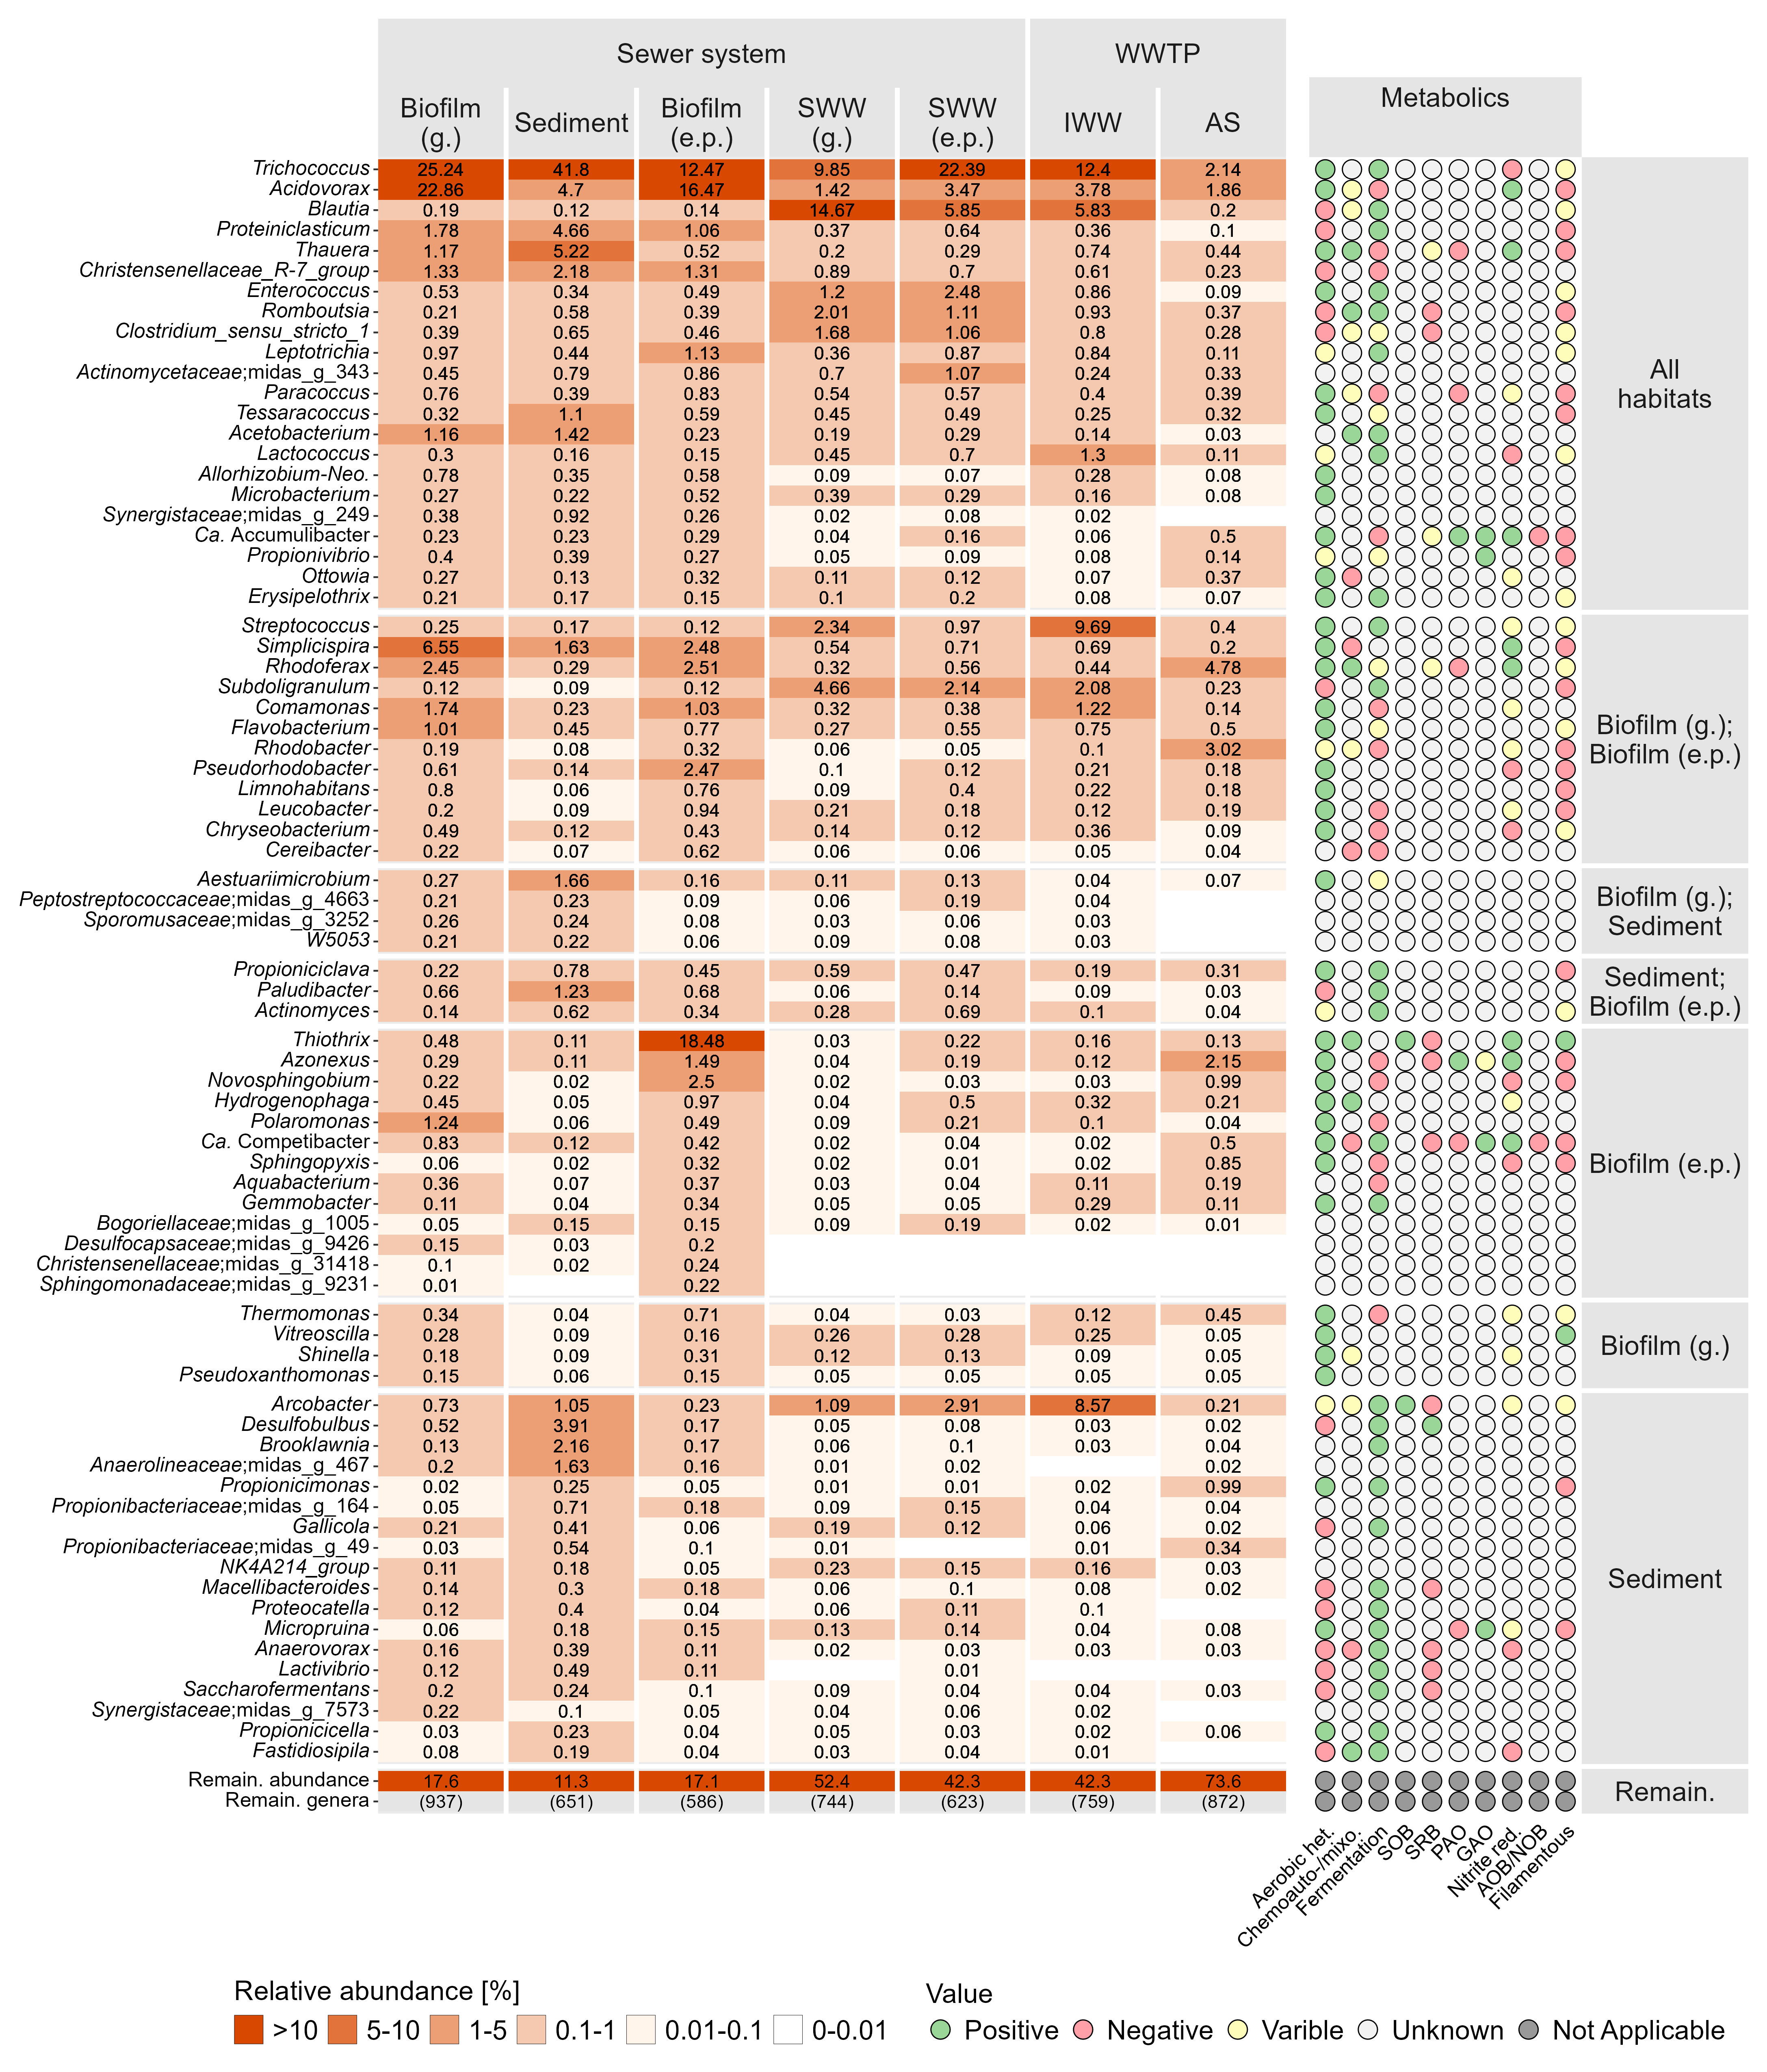 Sewer system WWTP
Metabolics
Biofilm (g.) Sediment Biofilm (e.p.) SWW (g.) SWW (e.p.) IWW AS
Trichococcus 25.24 41.8 12.47 9.85 22.39 12.4 2.14
Acidovorax 22.86 4.7 16.47 1.42 3.47 3.78 1.86
Blautia 0.19 0.12 0.14 14.67 5.85 5.83 0.2
Proteiniclasticum 1.78 4.66 1.06 0.37 0.64 0.36 0.1
Thauera 1.17 5.22 0.52 0.2 0.29 0.74 0.44
Christensenellaceae_R-7_group 1.33 2.18 1.31 0.89 0.7 0.61 0.23
Enterococcus 0.53 0.34 0.49 1.2 2.48 0.86 0.09
Romboutsia 0.21 0.58 0.39 2.01 1.11 0.93 0.37
Clostridium_sensu_stricto_1 0.39 0.65 0.46 1.68 1.06 0.8 0.28
Leptotrichia 0.97 0.44 1.13 0.36 0.87 0.84 0.11
Actinomycetaceae;midas_g_343 0.45 0.79 0.86 0.7 1.07 0.24 0.33
Paracoccus 0.76 0.39 0.83 0.54 0.57 0.4 0.39
Tessaracoccus 0.32 1.1 0.59 0.45 0.49 0.25 0.32
Acetobacterium 1.16 1.42 0.23 0.19 0.29 0.14 0.03
Lactococcus 0.3 0.16 0.15 0.45 0.7 1.3 0.11
Allorhizobium-Neo. 0.78 0.35 0.58 0.09 0.07 0.28 0.08
Microbacterium 0.27 0.22 0.52 0.39 0.29 0.16 0.08
Synergistaceae;midas_g_249 0.38 0.92 0.26 0.02 0.08 0.02
Ca. Accumulibacter 0.23 0.23 0.29 0.04 0.16 0.06 0.5
Propionivibrio 0.4 0.39 0.27 0.05 0.09 0.08 0.14
Ottowia 0.27 0.13 0.32 0.11 0.12 0.07 0.37
Erysipelothrix 0.21 0.17 0.15 0.1 0.2 0.08 0.07
All
habitats
Streptococcus 0.25 0.17 0.12 2.34 0.97 9.69 0.4
Simplicispira 6.55 1.63 2.48 0.54 0.71 0.69 0.2
Rhodoferax 2.45 0.29 2.51 0.32 0.56 0.44 4.78
Subdoligranulum 0.12 0.09 0.12 4.66 2.14 2.08 0.23
Comamonas 1.74 0.23 1.03 0.32 0.38 1.22 0.14
Flavobacterium 1.01 0.45 0.77 0.27 0.55 0.75 0.5
Rhodobacter 0.19 0.08 0.32 0.06 0.05 0.1 3.02
Pseudorhodobacter 0.61 0.14 2.47 0.1 0.12 0.21 0.18
Limnohabitans 0.8 0.06 0.76 0.09 0.4 0.22 0.18
Leucobacter 0.2 0.09 0.94 0.21 0.18 0.12 0.19
Chryseobacterium 0.49 0.12 0.43 0.14 0.12 0.36 0.09
Cereibacter 0.22 0.07 0.62 0.06 0.06 0.05 0.04
Biofilm (g.);
Biofilm (e.p.)
Aestuariimicrobium 0.27 1.66 0.16 0.11 0.13 0.04 0.07
Peptostreptococcaceae;midas_g_4663 0.21 0.23 0.09 0.06 0.19 0.04
Sporomusaceae;midas_g_3252 0.26 0.24 0.08 0.03 0.06 0.03
W5053 0.21 0.22 0.06 0.09 0.08 0.03
Biofilm (g.);
Sediment
Propioniciclava 0.22 0.78 0.45 0.59 0.47 0.19 0.31
Paludibacter 0.66 1.23 0.68 0.06 0.14 0.09 0.03
Actinomyces 0.14 0.62 0.34 0.28 0.69 0.1 0.04
Sediment;
Biofilm (e.p.)
Thiothrix 0.48 0.11 18.48 0.03 0.22 0.16 0.13
Azonexus 0.29 0.11 1.49 0.04 0.19 0.12 2.15
Novosphingobium 0.22 0.02 2.5 0.02 0.03 0.03 0.99
Hydrogenophaga 0.45 0.05 0.97 0.04 0.5 0.32 0.21
Polaromonas 1.24 0.06 0.49 0.09 0.21 0.1 0.04
Ca. Competibacter 0.83 0.12 0.42 0.02 0.04 0.02 0.5
Sphingopyxis 0.06 0.02 0.32 0.02 0.01 0.02 0.85
Aquabacterium 0.36 0.07 0.37 0.03 0.04 0.11 0.19
Gemmobacter 0.11 0.04 0.34 0.05 0.05 0.29 0.11
Bogoriellaceae;midas_g_1005 0.05 0.15 0.15 0.09 0.19 0.02 0.01
Desulfocapsaceae;midas_g_9426 0.15 0.03 0.2
Christensenellaceae;midas_g_31418 0.1 0.02 0.24
Sphingomonadaceae;midas_g_9231 0.01 0.22
Biofilm (e.p.)
Thermomonas 0.34 0.04 0.71 0.04 0.03 0.12 0.45
Vitreoscilla 0.28 0.09 0.16 0.26 0.28 0.25 0.05
Shinella 0.18 0.09 0.31 0.12 0.13 0.09 0.05
Pseudoxanthomonas 0.15 0.06 0.15 0.05 0.05 0.05 0.05
Biofilm (g.)
Arcobacter 0.73 1.05 0.23 1.09 2.91 8.57 0.21
Desulfobulbus 0.52 3.91 0.17 0.05 0.08 0.03 0.02
Brooklawnia 0.13 2.16 0.17 0.06 0.1 0.03 0.04
Anaerolineaceae;midas_g_467 0.2 1.63 0.16 0.01 0.02 0.02
Propionicimonas 0.02 0.25 0.05 0.01 0.01 0.02 0.99
Propionibacteriaceae;midas_g_164 0.05 0.71 0.18 0.09 0.15 0.04 0.04
Gallicola 0.21 0.41 0.06 0.19 0.12 0.06 0.02
Propionibacteriaceae;midas_g_49 0.03 0.54 0.1 0.01 0.01 0.34
NK4A214_group 0.11 0.18 0.05 0.23 0.15 0.16 0.03
Macellibacteroides 0.14 0.3 0.18 0.06 0.1 0.08 0.02
Proteocatella 0.12 0.4 0.04 0.06 0.11 0.1
Micropruina 0.06 0.18 0.15 0.13 0.14 0.04 0.08
Anaerovorax 0.16 0.39 0.11 0.02 0.03 0.03 0.03
Lactivibrio 0.12 0.49 0.11 0.01
Saccharofermentans 0.2 0.24 0.1 0.09 0.04 0.04 0.03
Synergistaceae;midas_g_7573 0.22 0.1 0.05 0.04 0.06 0.02
Propionicicella 0.03 0.23 0.04 0.05 0.03 0.02 0.06
Fastidiosipila 0.08 0.19 0.04 0.03 0.04 0.01
Sediment
Remain. abundance 17.6 11.3 17.1 52.4 42.3 42.3 73.6
Remain. genera (937) (651) (586) (744) (623) (759) (872)
Remain.
Aerobic het.
Chemoauto-/mixo.
Fermentation
SOB
SRB
PAO
GAO
Nitrite red.
AOB/NOB
Filamentous
Relative abundance [%]
>10 5-10 1-5 0.1-1 0.01-0.1 0-0.01
Value
Positive Negative Varible Unknown Not Applicable